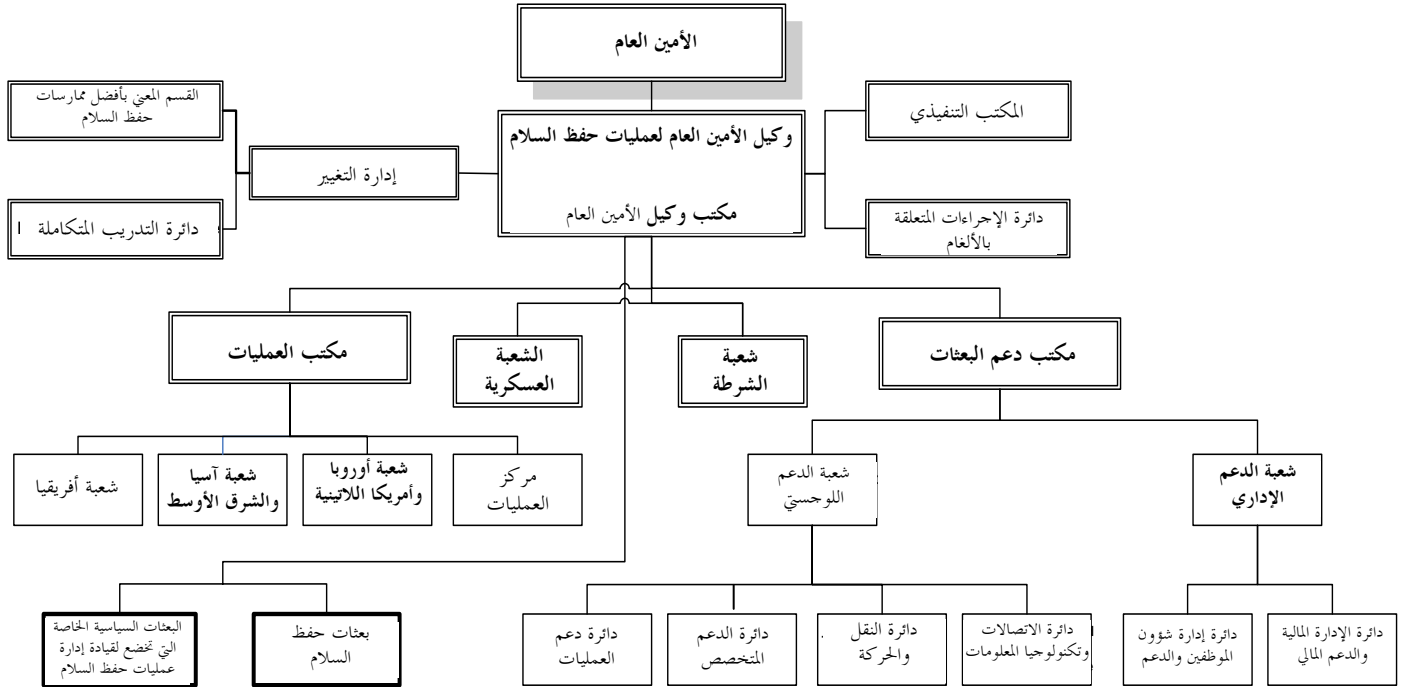 الأمين العام
المكتب التنفيذي
وكيل الأمين العام لعمليات حفظ السلام
مكتب وكيل الأمين العام
دائرة الإجراءات المتعلقة
بالألغام
القسم المعني بأفضل ممارسات
حفظ السلام
إدارة التغيير
دائرة التدريب المتكاملة
مكتب دعم البعثات
شعبة
الشرطة
الشعبة
العسكرية
مكتب العمليات
شعبة الدعم
الإداري
شعبة الدعم
اللوجستي
مركز
العمليات
شعبة أوروبا
وأمريكا اللاتينية
شعبة آسيا
والشرق الأوسط
شعبة أفريقيا
دائرة الإدارة المالية
والدعم المالي
دائرة إدارة شؤون
الموظفين والدعم
دائرة الاتصالات
وتكنولوجيا المعلومات
دائرة النقل
والحركة
دائرة الدعم
المتخصص
دائرة دعم
العمليات
بعثات حفظ
السلام
البعثات السياسية الخاصة
التي تخضع لقيادة إدارة
عمليات حفظ السلام